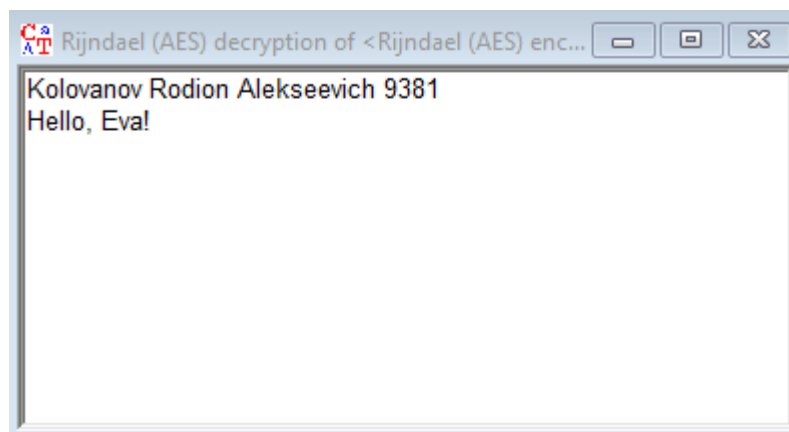 Rijndael (AES) decryption of <Rijndael (AES) enc...
Kolovanov Rodion Alekseevich 9381
Hello, Eva!